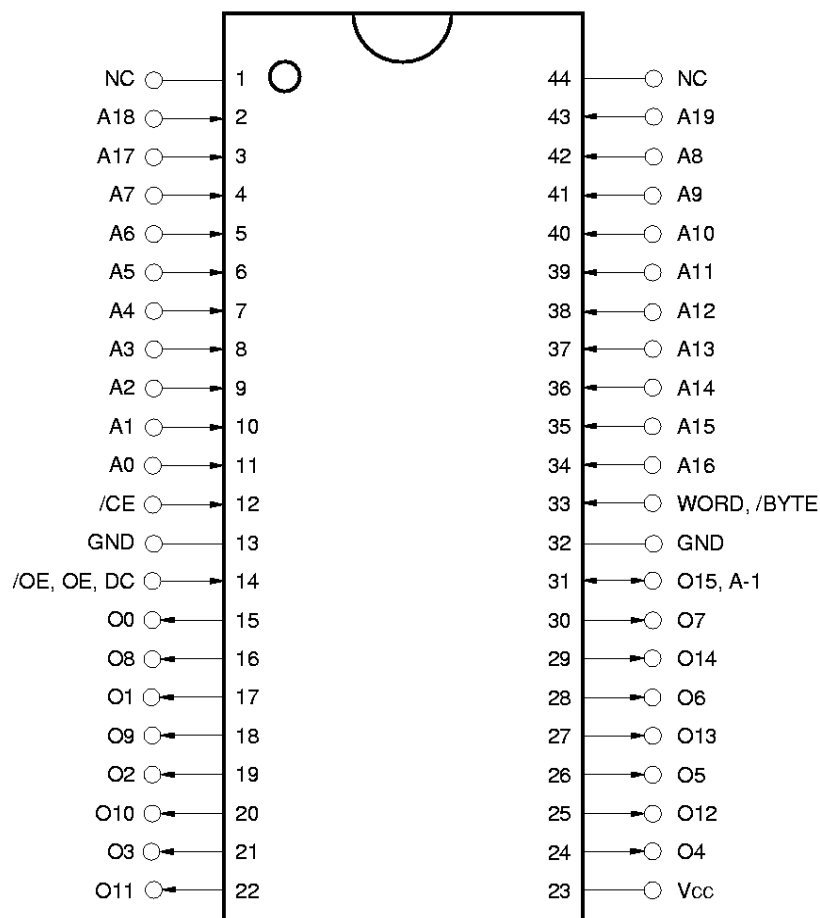 NC 1 44 NC
A18 2 43 A19
A17 3 42 A8
A7 4 41 A9
A6 5 40 A10
A5 6 39 A11
A4 7 38 A12
A3 8 37 A13
A2 9 36 A14
A1 10 35 A15
A0 11 34 A16
/CE 12 33 WORD, /BYTE
GND 13 32 GND
/OE, OE, DC 14 31 O15, A-1
O0 15 30 O7
O8 16 29 O14
O1 17 28 O6
O9 18 27 O13
O2 19 26 O5
O10 20 25 O12
O3 21 24 O4
O11 22 23 Vcc